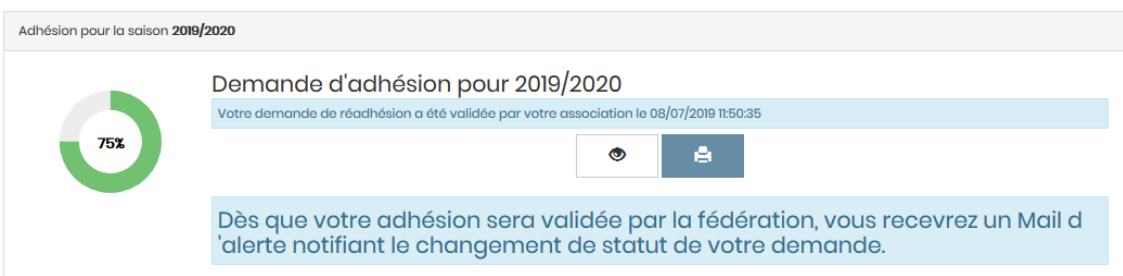 Adhésion pour la saison 2019/2020
Demande d'adhésion pour 2019/2020
Votre demande de réadhésion a été validée par votre association le 08/07/2019 11:50:35
75%
Dès que votre adhésion sera validée par la fédération, vous recevrez un Mail d
'alerte notifiant le changement de statut de votre demande.